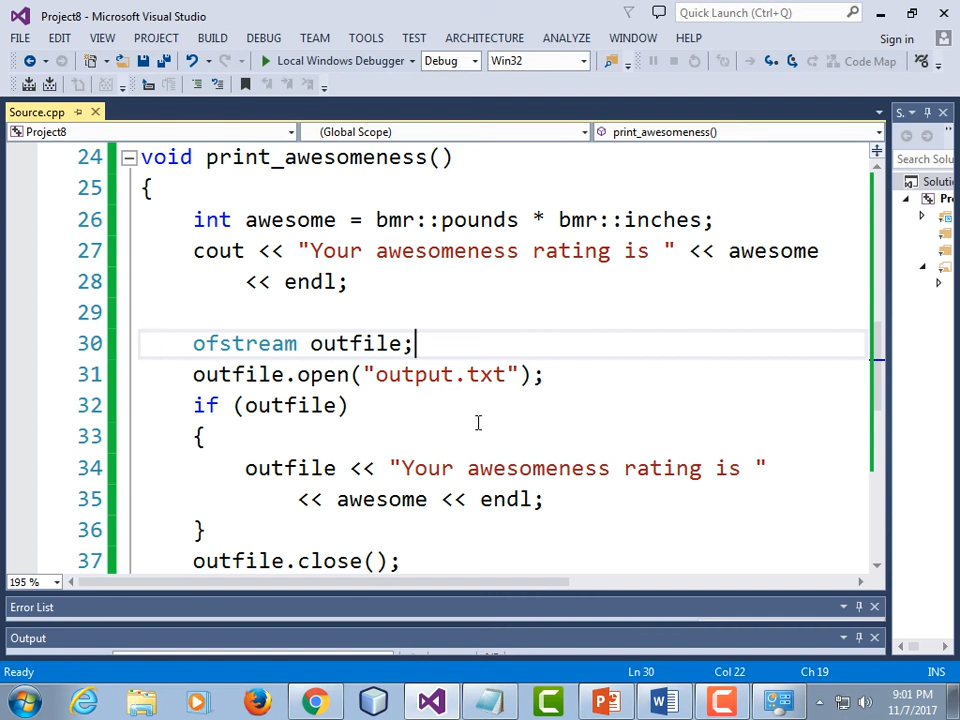 Project8 - Microsoft Visual Studio
Quick Launch (Ctrl+Q)
FILE EDIT VIEW PROJECT BUILD DEBUG TEAM TOOLS TEST ARCHITECTURE ANALYZE WINDOW HELP Sign in
Local Windows Debugger Debug Win32 Code Map
Source.cpp S..
Project8 (Global Scope) print_awesomeness()
Search Solu
Soluti
Pr
24 void print_awesomeness()
25 {
26 int awesome = bmr::pounds * bmr::inches;
27 cout << "Your awesomeness rating is " << awesome
28 << endl;
29
30 ofstream outfile;
31 outfile.open("output.txt");
32 if (outfile)
33 {
34 outfile << "Your awesomeness rating is "
35 << awesome << endl;
36 }
37 outfile.close();
195 %
Error List
Output
Ready Ln 30 Col 22 Ch 19 INS
9:01 PM
11/7/2017